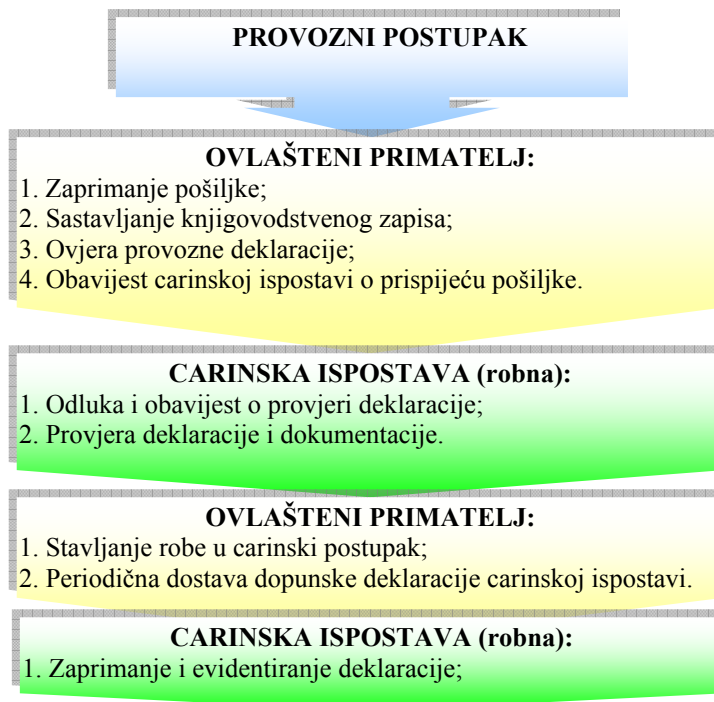 PROVOZNI POSTUPAK
OVLAŠTENI PRIMATELJ:
1. Zaprimanje pošiljke;
2. Sastavljanje knjigovodstvenog zapisa;
3. Ovjera provozne deklaracije;
4. Obavijest carinskoj ispostavi o prispijeću pošiljke.
CARINSKA ISPOSTAVA (robna):
1. Odluka i obavijest o provjeri deklaracije;
2. Provjera deklaracije i dokumentacije.
OVLAŠTENI PRIMATELJ:
1. Stavljanje robe u carinski postupak;
2. Periodična dostava dopunske deklaracije carinskoj ispostavi.
CARINSKA ISPOSTAVA (robna):
1. Zaprimanje i evidentiranje deklaracije;